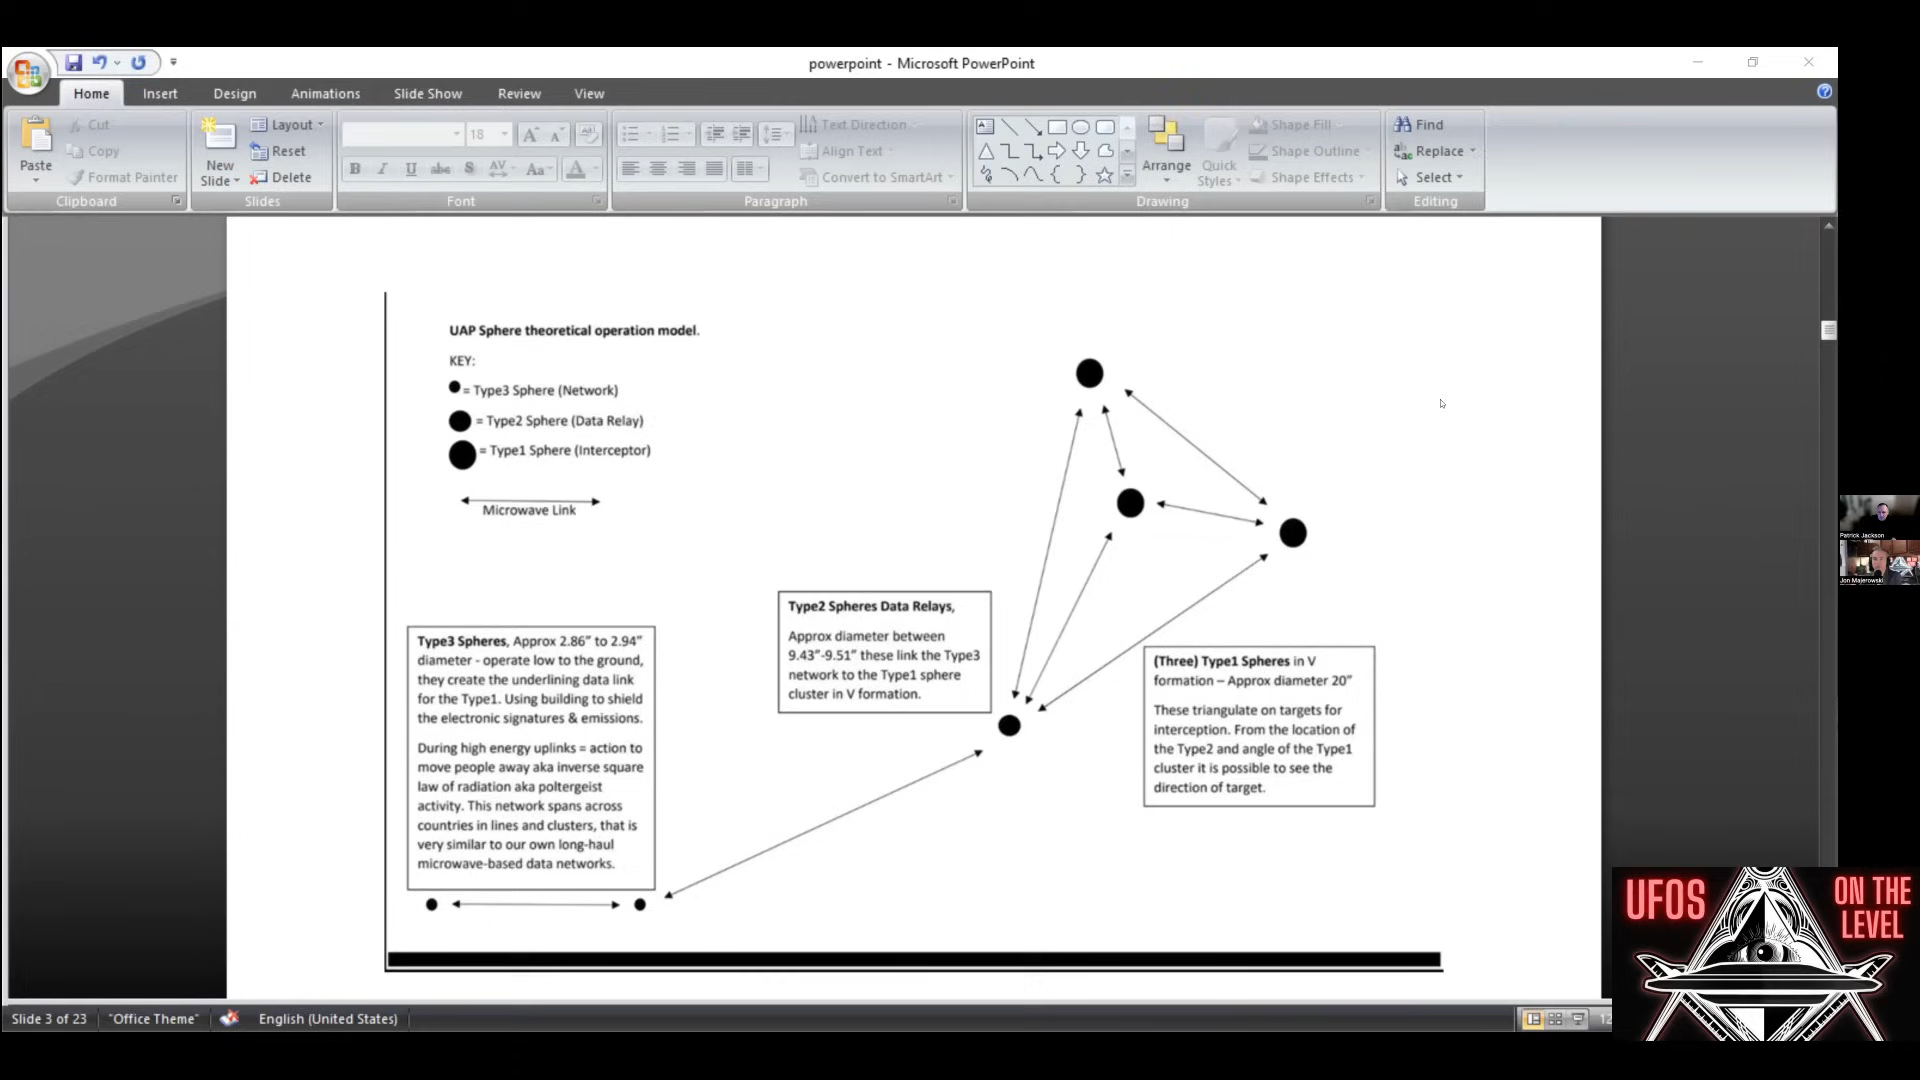 powerpoint - Microsoft PowerPoint
Home Insert Design Animations Slide Show Review View
Paste
Cut
Copy
Format Painter
Clipboard
New
Slide
Layout
Reset
Delete
Slides
18
Font
Text Direction
Align Text
Convert to SmartArt
Paragraph
Arrange
Quick
Styles
Shape Fill
Shape Outline
Shape Effects
Drawing
Find
Replace
Select
Editing
UAP Sphere theoretical operation model.
KEY:
= Type3 Sphere (Network)
= Type2 Sphere (Data Relay)
= Type1 Sphere (Interceptor)
Microwave Link
Type3 Spheres, Approx 2.86” to 2.94”
diameter - operate low to the ground,
they create the underlining data link
for the Type1. Using building to shield
the electronic signatures & emissions.
During high energy uplinks = action to
move people away aka inverse square
law of radiation aka poltergeist
activity. This network spans across
countries in lines and clusters, that is
very similar to our own long-haul
microwave-based data networks.
Type2 Spheres Data Relays,
Approx diameter between
9.43”-9.51” these link the Type3
network to the Type1 sphere
cluster in V formation.
(Three) Type1 Spheres in V
formation – Approx diameter 20”
These triangulate on targets for
interception. From the location of
the Type2 and angle of the Type1
cluster it is possible to see the
direction of target.
Patrick Jackson
Jon Majerowski
UFOS
ON THE
LEVEL
Slide 3 of 23 "Office Theme" English (United States)